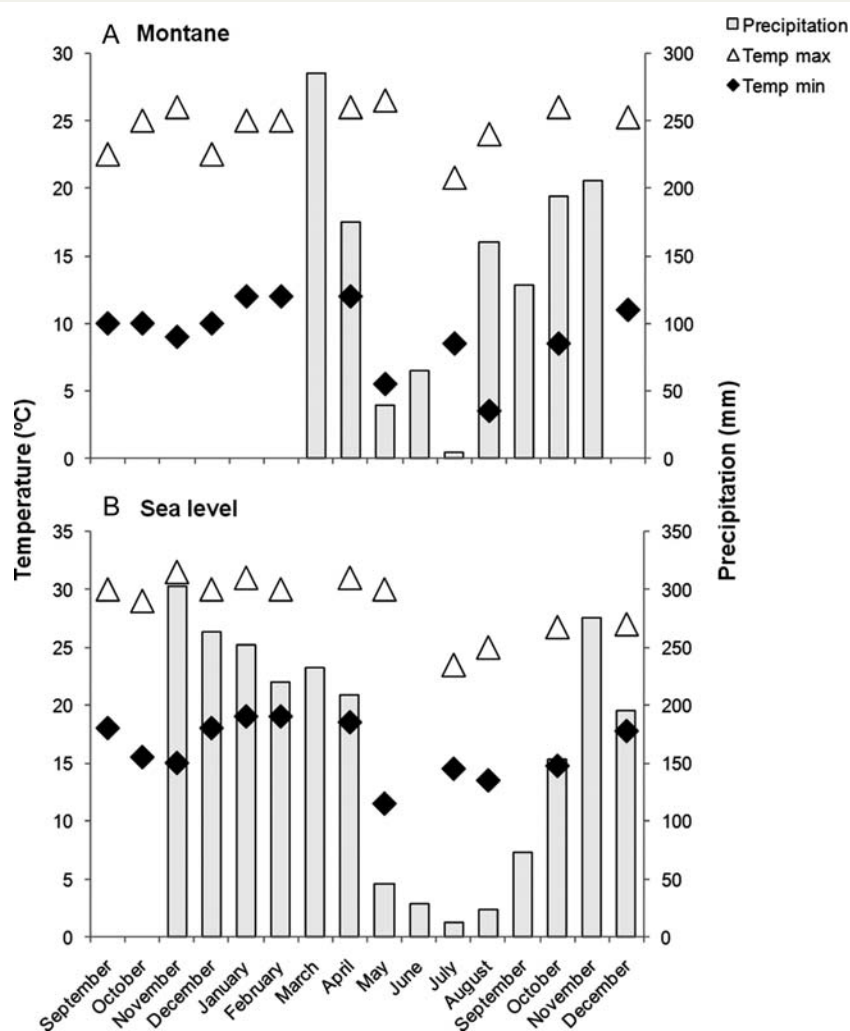 A Montane
Precipitation
Temp max
Temp min
30
25
20
15
10
5
0
300
250
200
150
100
50
0
Temperature (ºC)
Precipitation (mm)
B Sea level
35
30
25
20
15
10
5
0
350
300
250
200
150
100
50
0
September
October
November
December
January
February
March
April
May
June
July
August
September
October
November
December